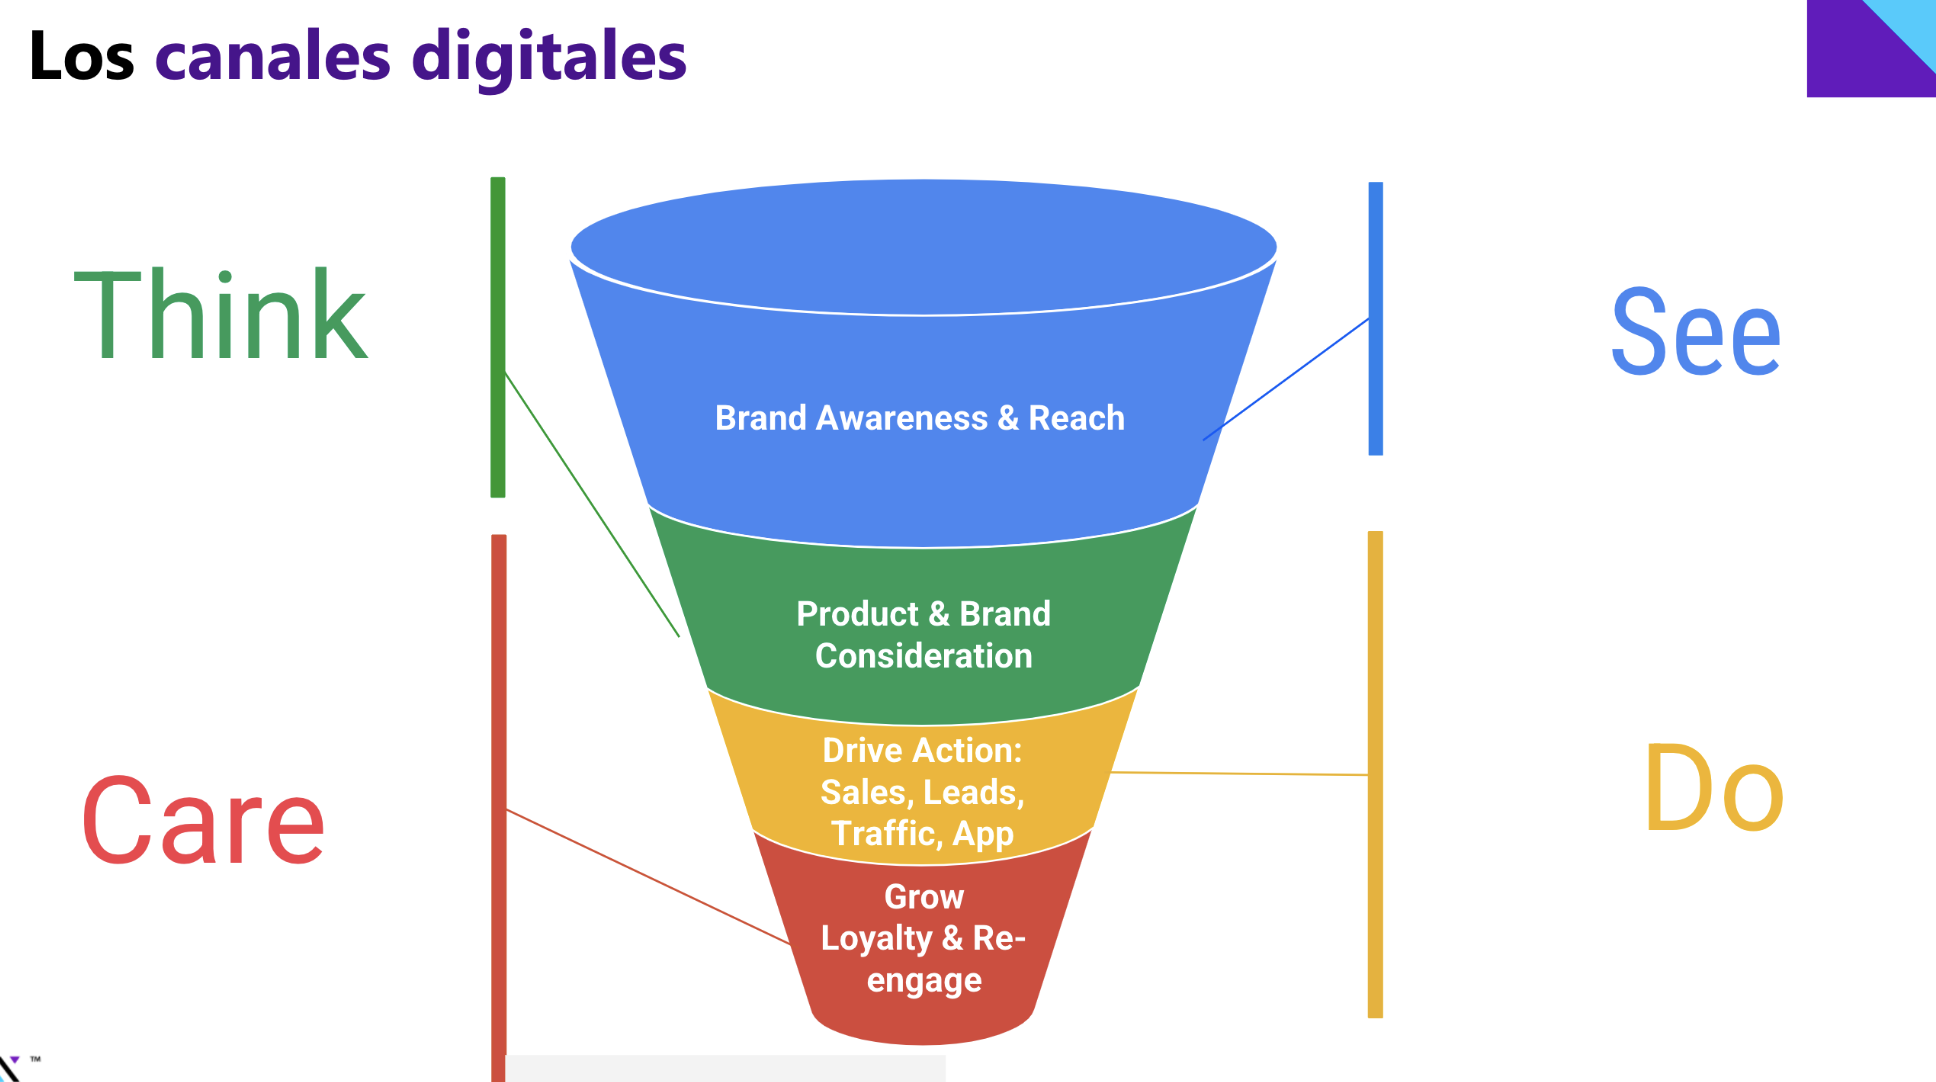 Los canales digitales
Think
See
Brand Awareness & Reach
Product & Brand
Consideration
Drive Action:
Sales, Leads,
Traffic, App
Care
Do
Grow
Loyalty & Re-
engage
™